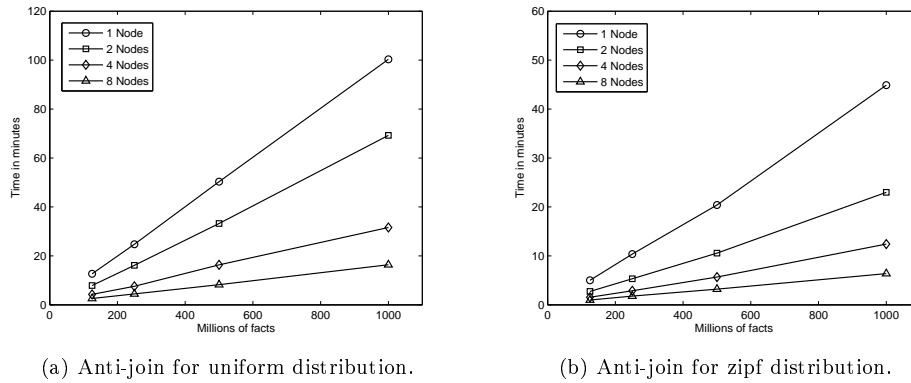 120
100
80
60
40
20
0
Time in minutes
1 Node
2 Nodes
4 Nodes
8 Nodes
0 200 400 600 800 1000
Millions of facts
(a) Anti-join for uniform distribution.
60
50
40
30
20
10
0
Time in minutes
1 Node
2 Nodes
4 Nodes
8 Nodes
0 200 400 600 800 1000
Millions of facts
(b) Anti-join for zipf distribution.